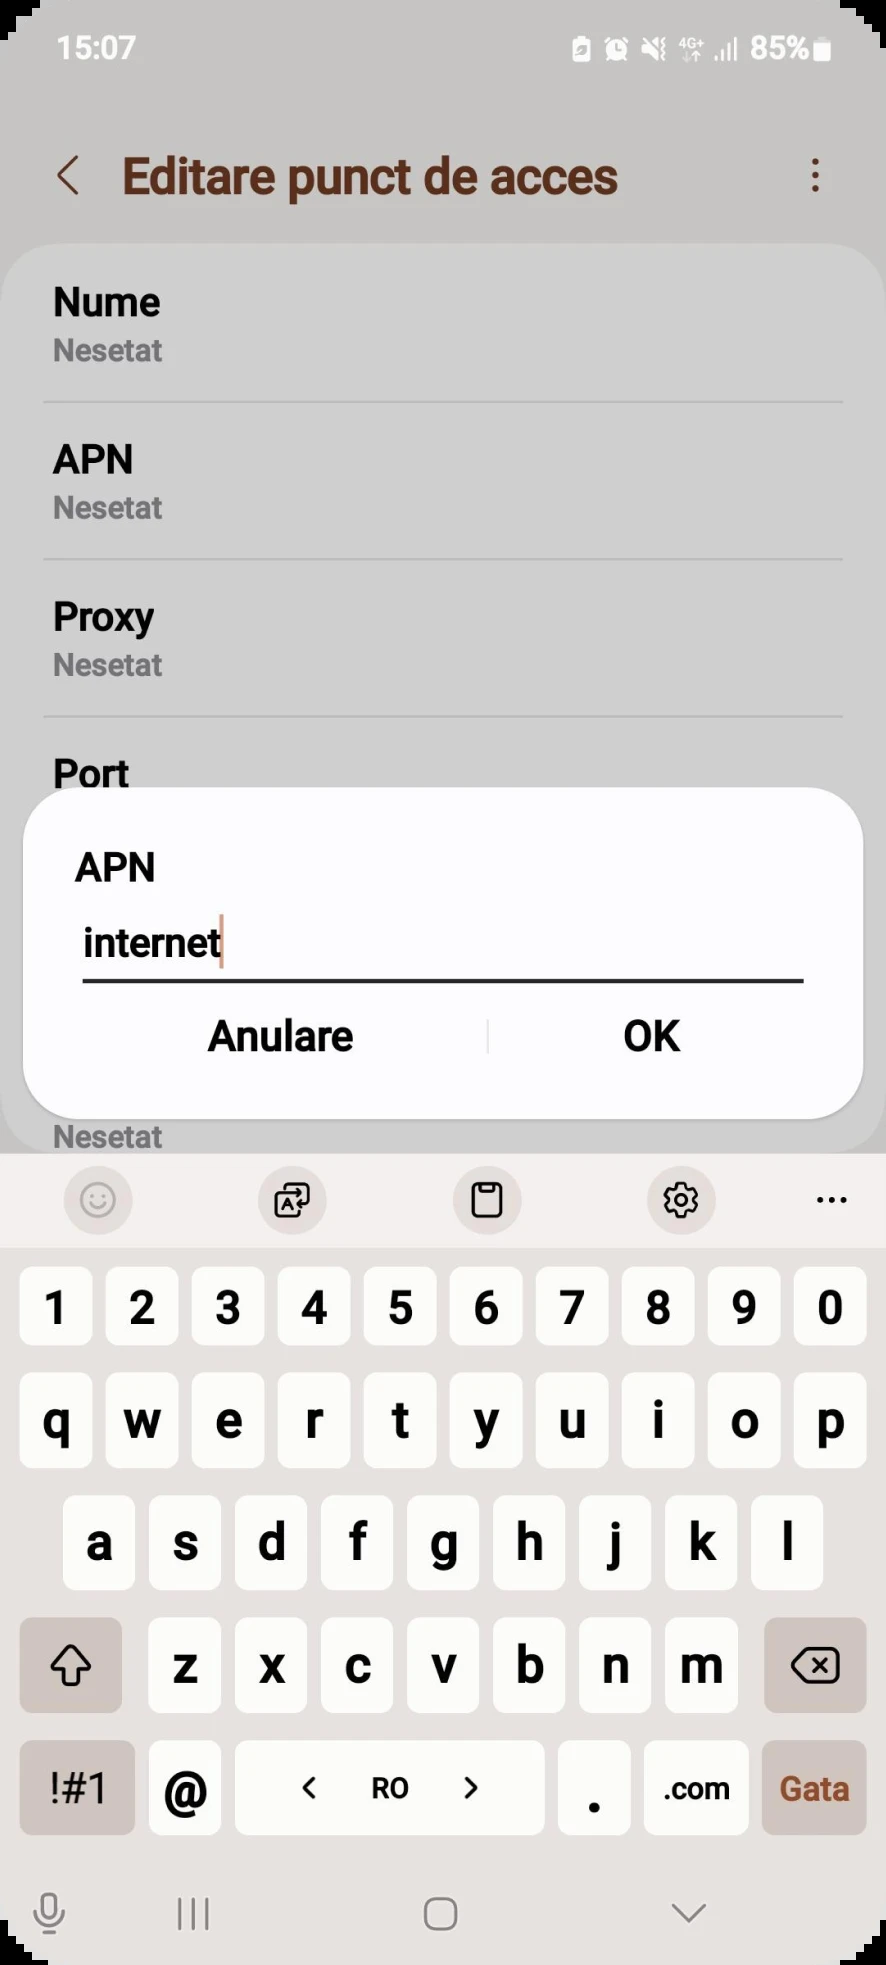 15:07 4G+ 85%
Editare punct de acces
Nume
Nesetat
APN
Nesetat
Proxy
Nesetat
Port
APN
internet
Anulare OK
Nesetat
1 2 3 4 5 6 7 8 9 0
q w e r t y u i o p
a s d f g h j k l
z x c v b n m
!#1 @ < RO > . .com Gata